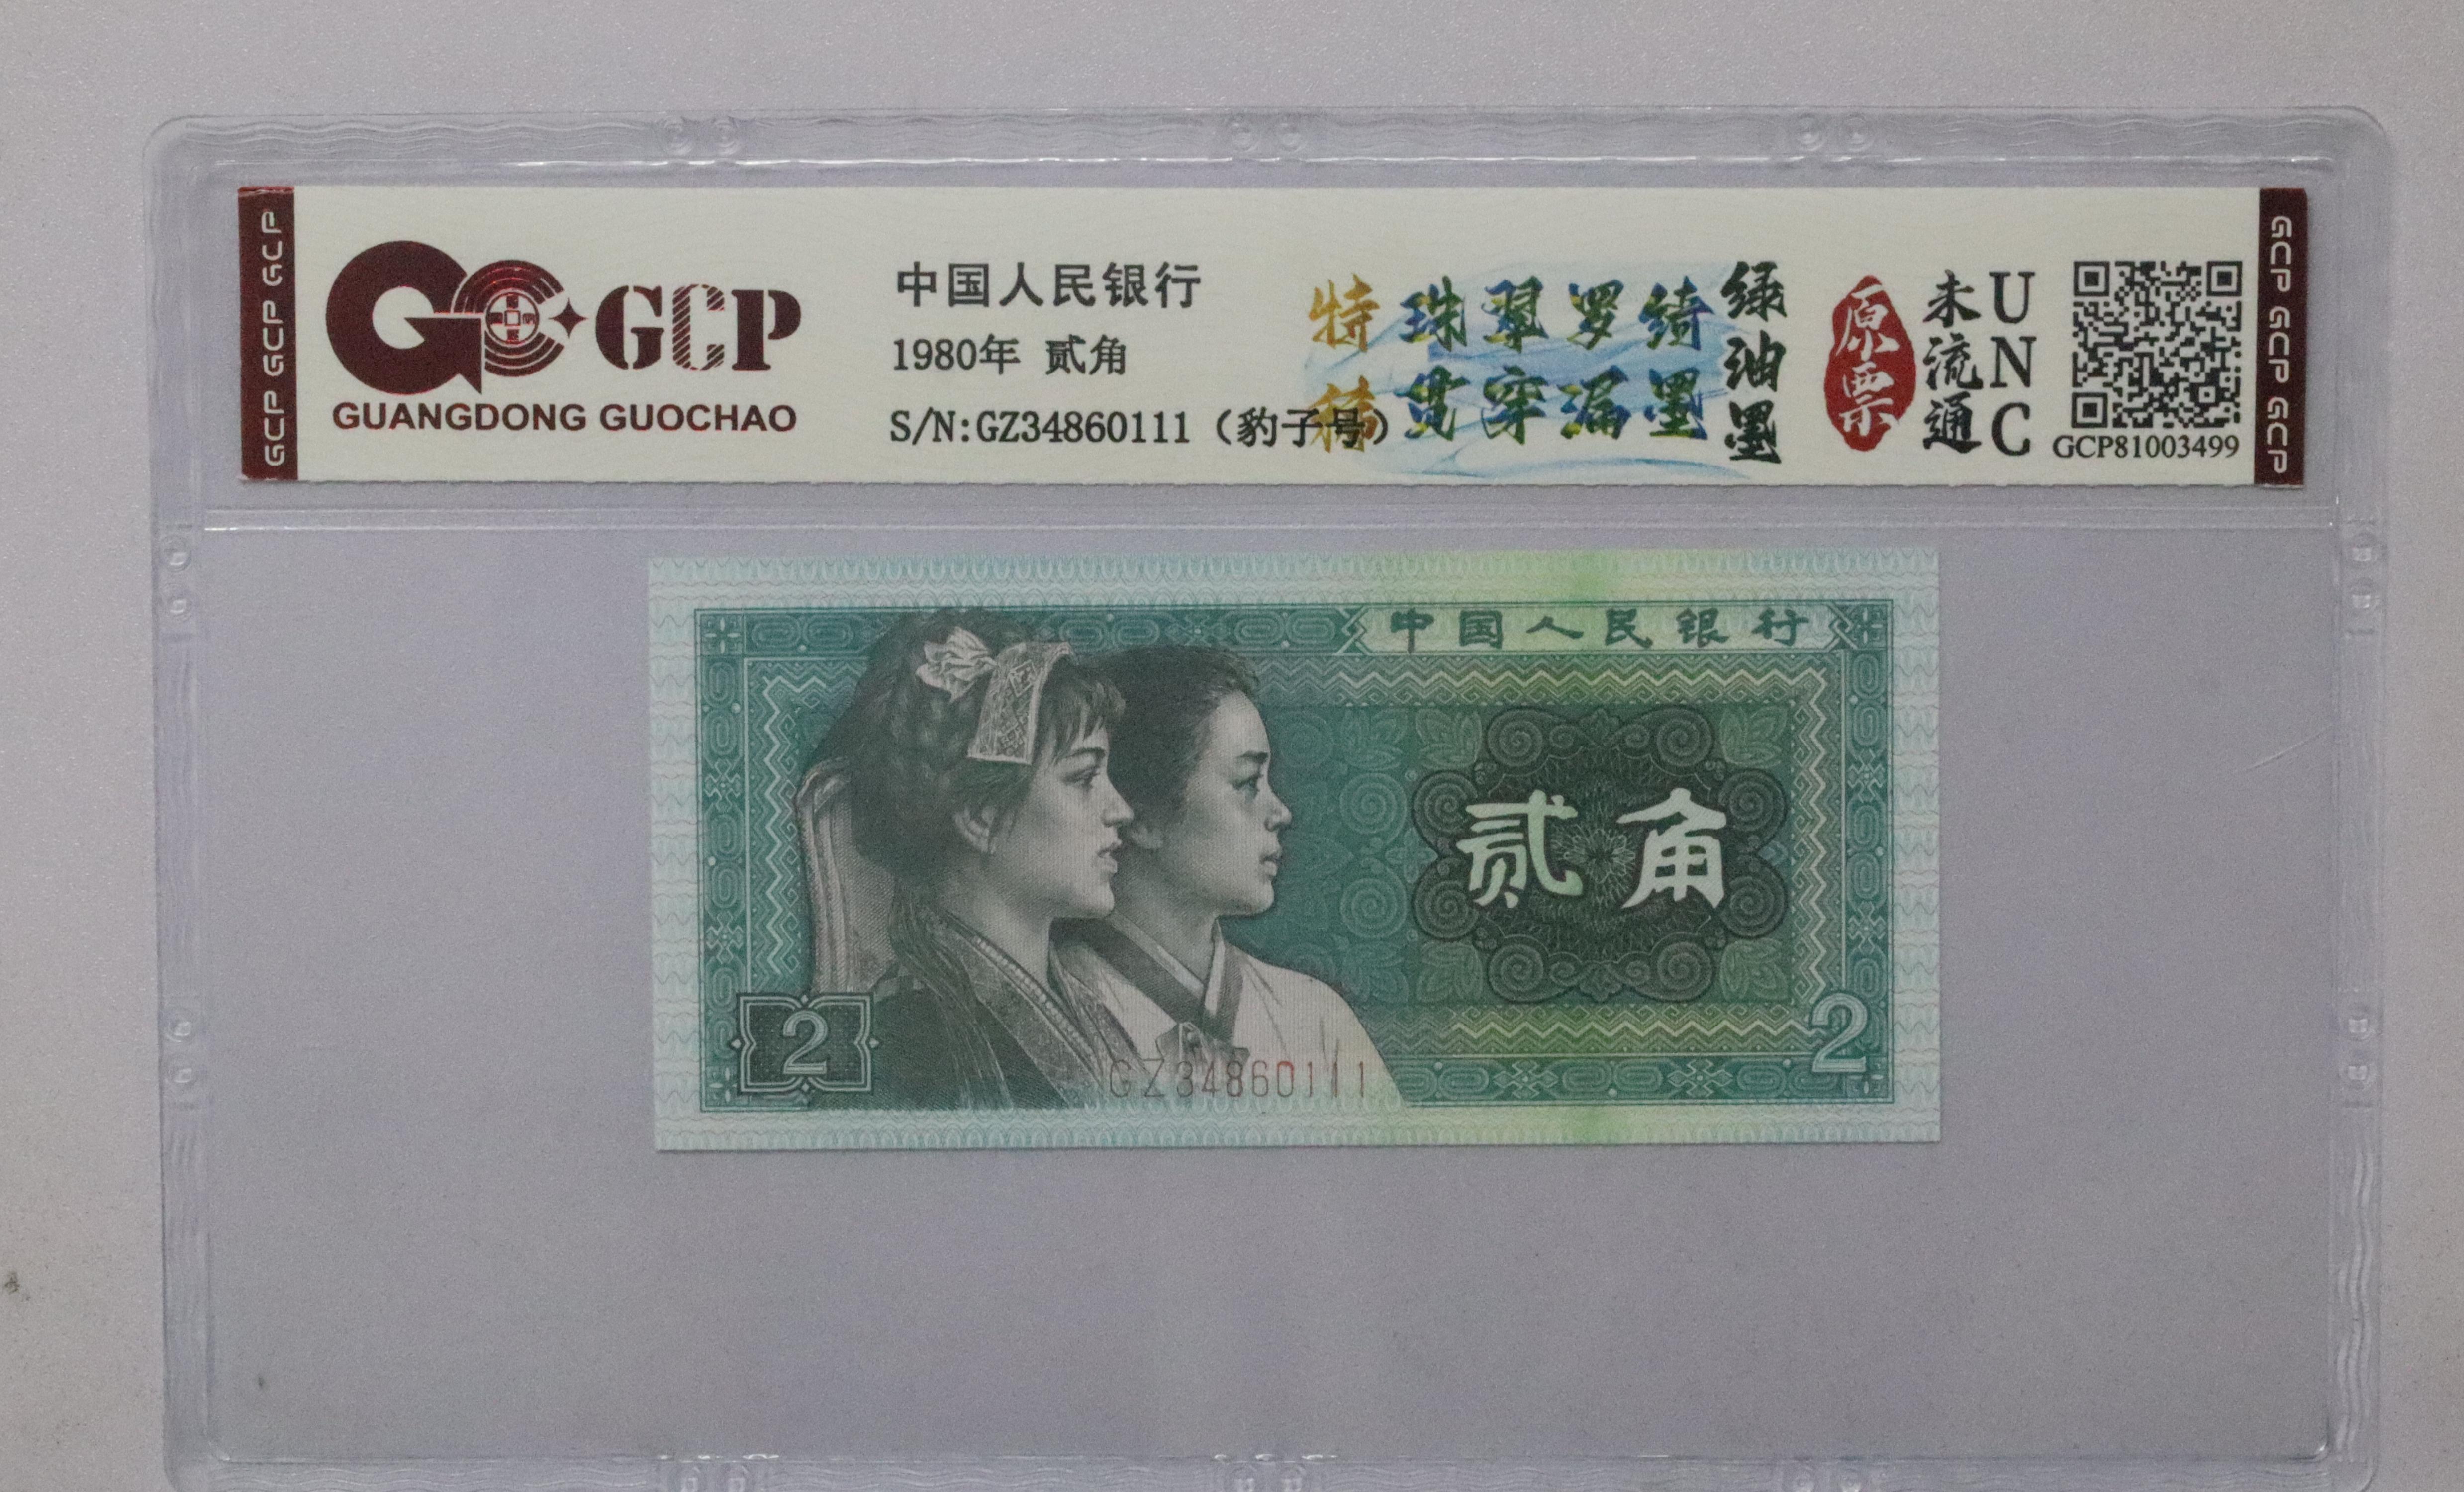 GCP GCP GCP
GCP
GUANGDONG GUOCHAO
中国人民银行
1980年 贰角
S/N:GZ34860111（豹子号）
特稀
珠翠罗绮
贯穿漏墨
绿油墨
原票
未流通
UNC
GCP81003499
GCP GCP GCP
中国人民银行
贰角
2
GZ34860111
2